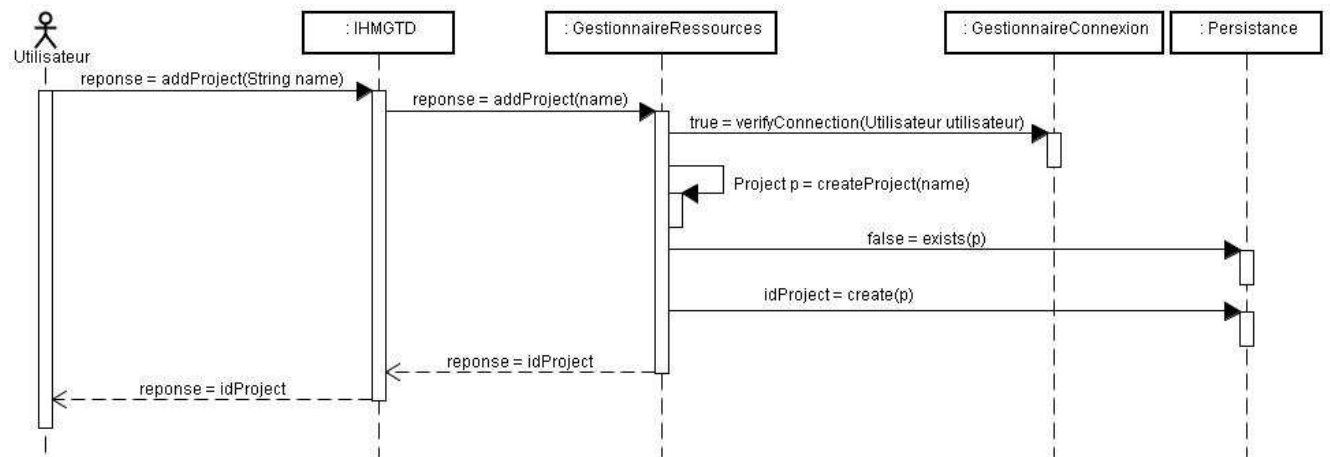 : IHMGTD
: GestionnaireRessources
: GestionnaireConnexion
: Persistance
Utilisateur
reponse = addProject(String name)
reponse = addProject(name)
true = verifyConnection(Utilisateur utilisateur)
Project p = createProject(name)
false = exists(p)
idProject = create(p)
reponse = idProject
reponse = idProject